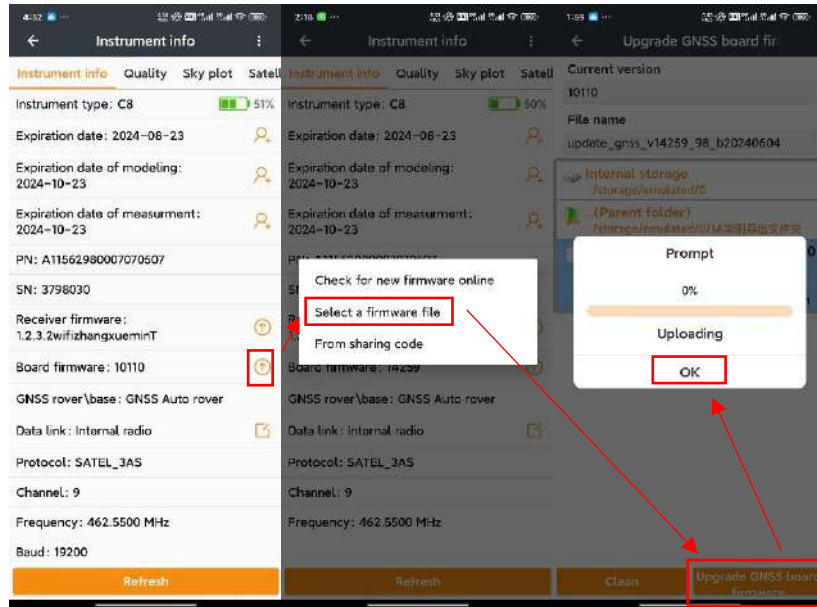 4:52
Instrument info
Instrument info Quality Sky plot Satell
Instrument type: C8 51%
Expiration date: 2024-08-23
Expiration date of modeling:
2024-10-23
Expiration date of measurment:
2024-10-23
PN: A11562980007070507
SN: 3798030
Receiver firmware:
1.2.3.2wifizhangxueminT
Board firmware: 10110
GNSS rover\base: GNSS Auto rover
Data link: Internal radio
Protocol: SATEL_3AS
Channel: 9
Frequency: 462.5500 MHz
Baud: 19200
Refresh
2:18
Instrument info
Instrument info Quality Sky plot Satell
Instrument type: C8 50%
Expiration date: 2024-08-23
Expiration date of modeling:
2024-10-23
Expiration date of measurment:
2024-10-23
Check for new firmware online
Select a firmware file
From sharing code
Board firmware: 14259
GNSS rover\base: GNSS Auto rover
Data link: Internal radio
Protocol: SATEL_3AS
Channel: 9
Frequency: 462.5500 MHz
Refresh
1:59
Upgrade GNSS board fir
Current version
10110
File name
update_gnss_v14259_98_b20240604
Internal storage
/storage/emulated/0
..(Parent folder)
Prompt
0%
Uploading
OK
Clean
Upgrade GNSS board
firmware